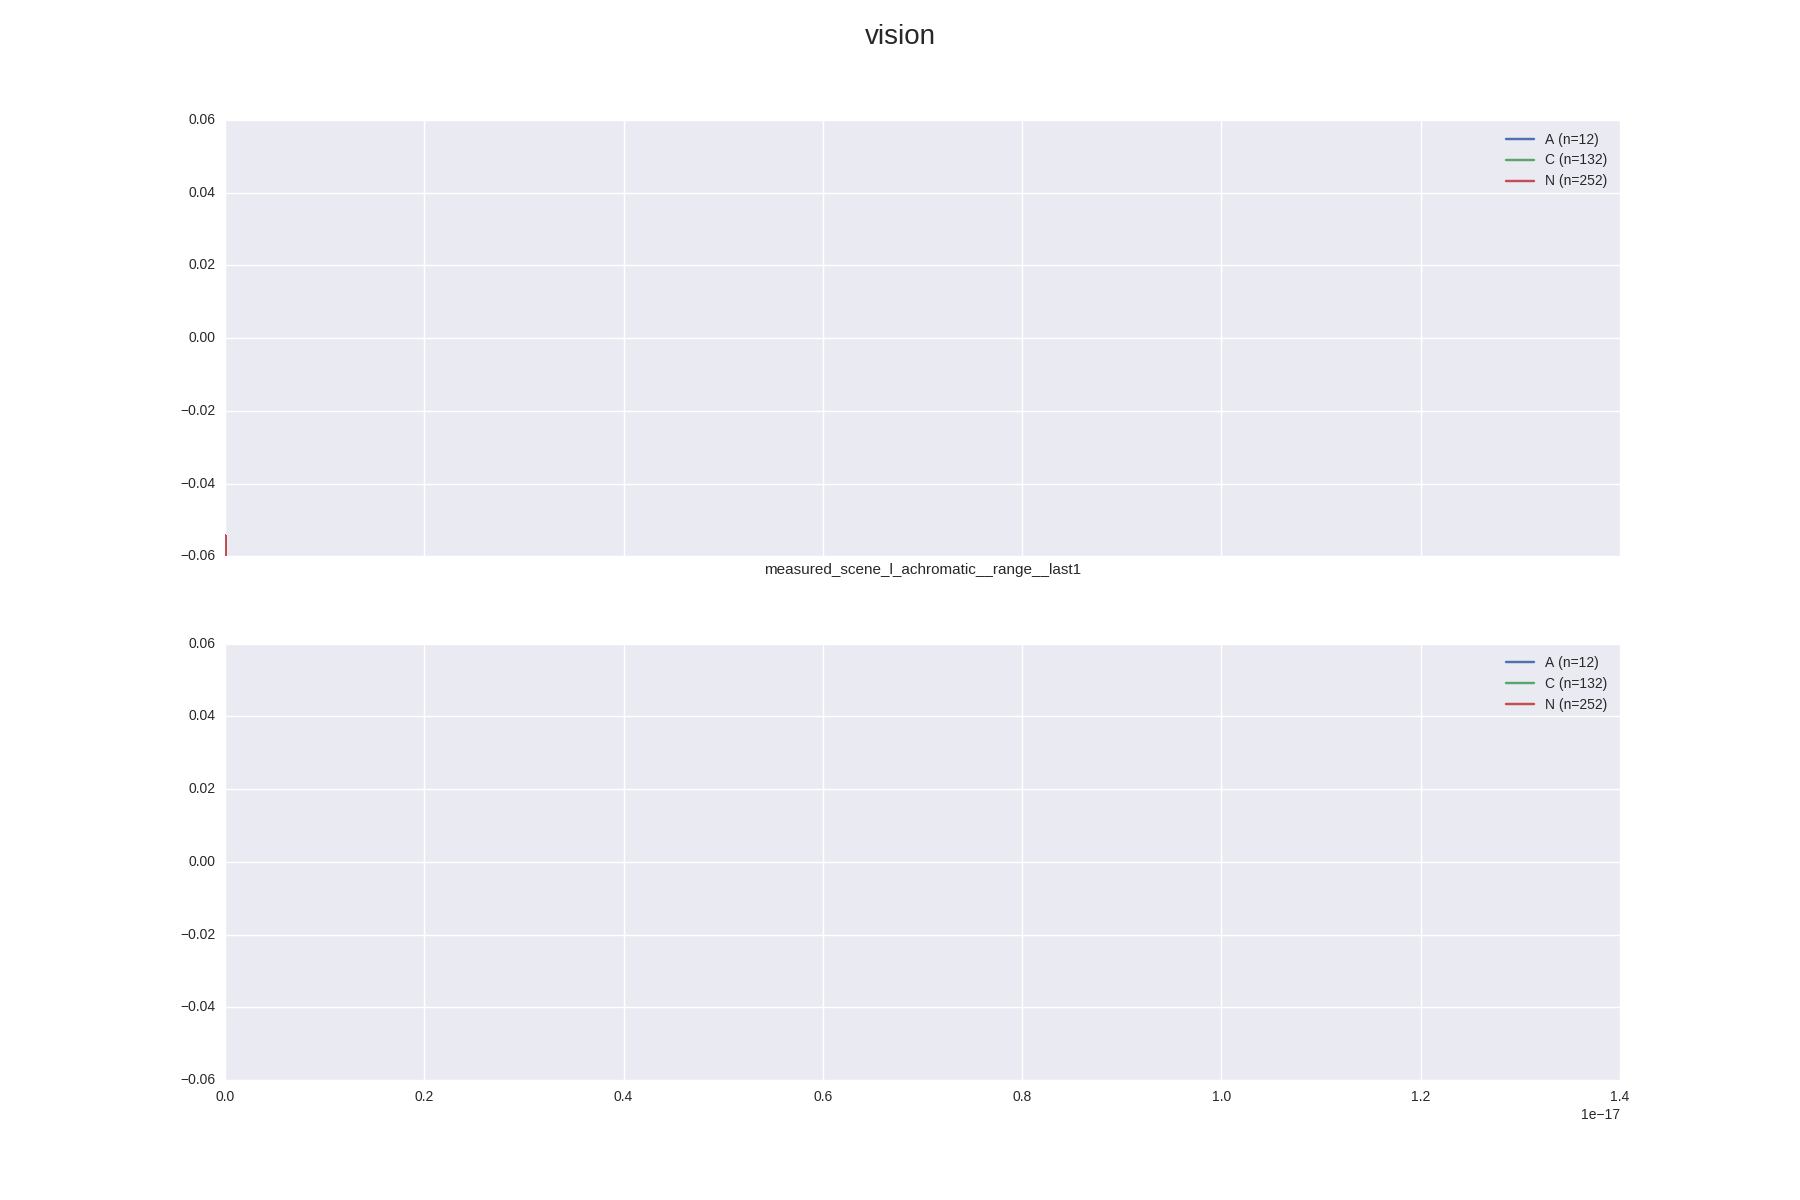 vision
0.06
0.04
0.02
0.00
−0.02
−0.04
−0.06
A (n=12)
C (n=132)
N (n=252)
measured_scene_l_achromatic__range__last1
0.06
0.04
0.02
0.00
−0.02
−0.04
−0.06
A (n=12)
C (n=132)
N (n=252)
0.0 0.2 0.4 0.6 0.8 1.0 1.2 1.4
1e−17